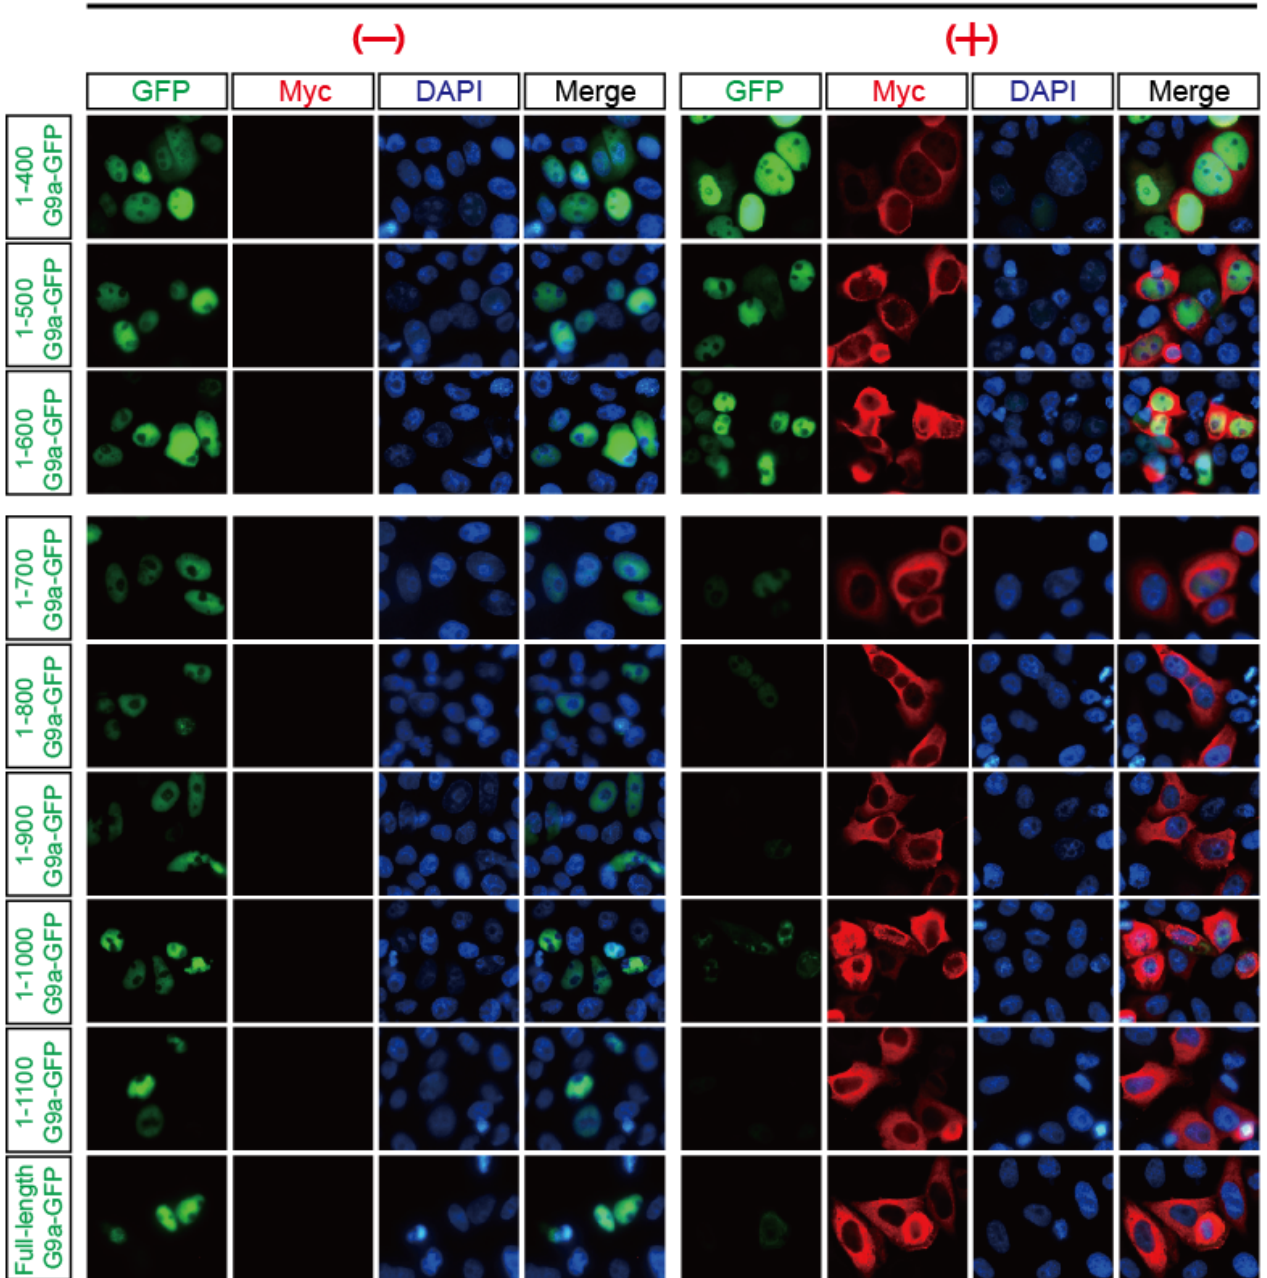 (—) (+)
GFP Myc DAPI Merge GFP Myc DAPI Merge
1-400
G9a-GFP
1-500
G9a-GFP
1-600
G9a-GFP
1-700
G9a-GFP
1-800
G9a-GFP
1-900
G9a-GFP
1-1000
G9a-GFP
1-1100
G9a-GFP
Full-length
G9a-GFP